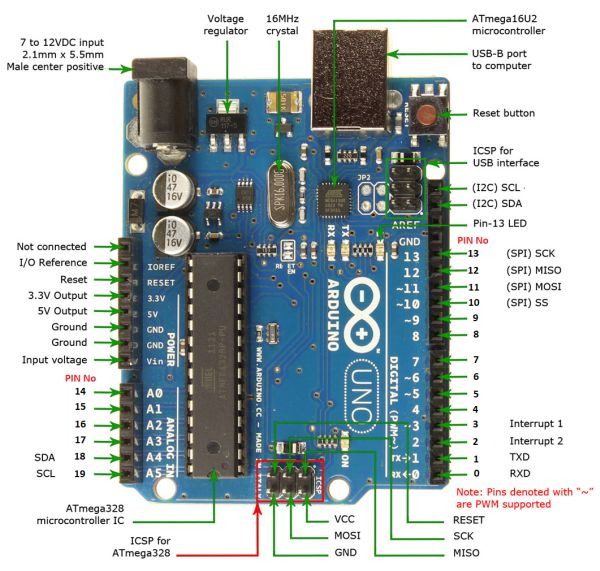 Voltage
regulator
16MHz
crystal
ATmega16U2
microcontroller
7 to 12VDC input
2.1mm x 5.5mm
Male center positive
USB-B port
to computer
Reset button
ICSP for
USB interface
(I2C) SCL
(I2C) SDA
Pin-13 LED
PIN No
13 (SPI) SCK
12 (SPI) MISO
11 (SPI) MOSI
10 (SPI) SS
9
8
7
6
5
4
3 Interrupt 1
2 Interrupt 2
1 TXD
0 RXD
Note: Pins denoted with “~”
are PWM supported
RESET
SCK
MISO
Not connected
I/O Reference
Reset
3.3V Output
5V Output
Ground
Ground
Input voltage
PIN No
14
15
16
17
SDA 18
SCL 19
ATmega328
microcontroller IC
ICSP for
ATmega328
VCC
MOSI
GND
10
47
16V
10
47
16V
SPK16.000G
JP2
RX
TX
AREF
GND
13
12
~11
~10
~9
8
7
~6
~5
4
~3
2
TX→1
RX←0
DIGITAL (PWM~)
ARDUINO
UNO
IOREF
RESET
3.3V
5V
GND
GND
Vin
POWER
A0
A1
A2
A3
A4
A5
ANALOG IN
RESET
EN
WWW.ARDUINO.CC - MADE
ON
ICSP